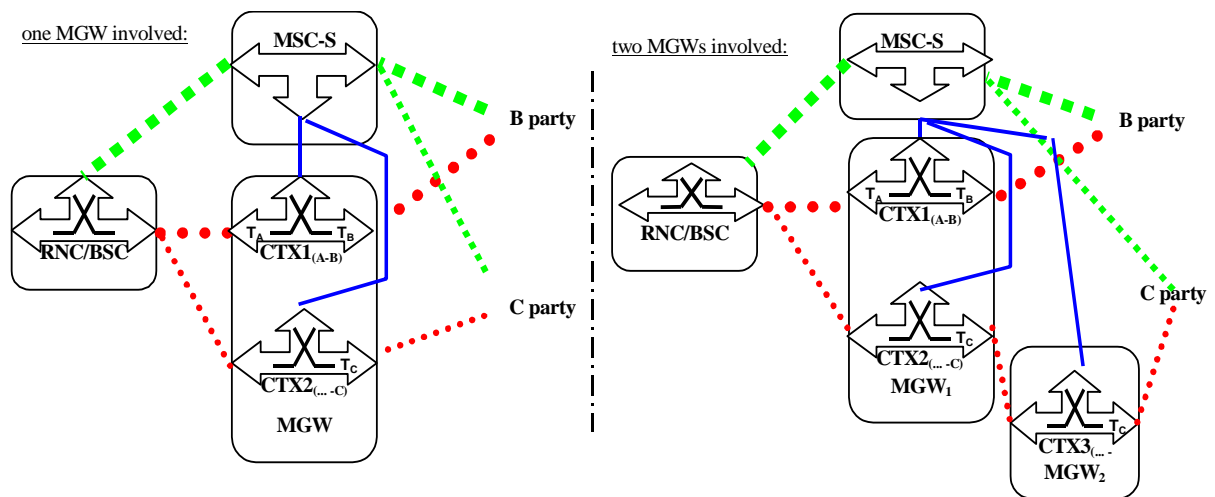 one MGW involved:
MSC-S
B party
RNC/BSC
TA TB
CTX1(A-B)
C party
TC
CTX2(... -C)
MGW
two MGWs involved:
MSC-S
B party
RNC/BSC
TA TB
CTX1(A-B)
C party
TC
CTX2(... -C)
MGW1
TC
CTX3(... -
MGW2